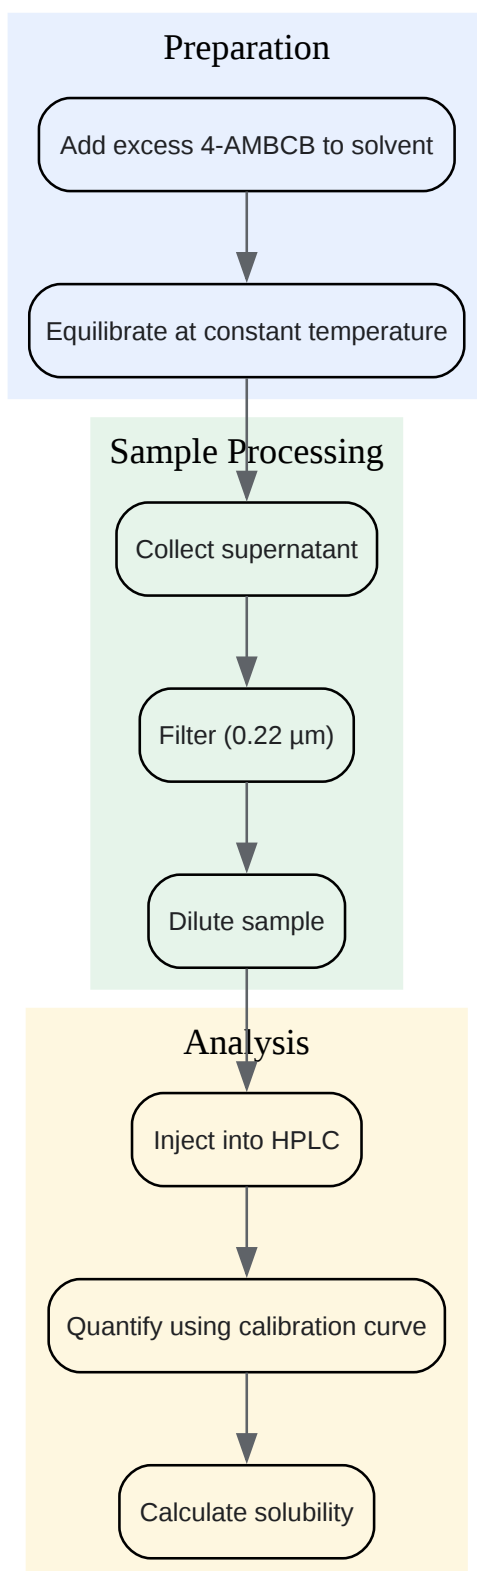 Preparation
Add excess 4-AMBCB to solvent
Equilibrate at constant temperature
Sample Processing
Collect supernatant
Filter (0.22 µm)
Dilute sample
Analysis
Inject into HPLC
Quantify using calibration curve
Calculate solubility